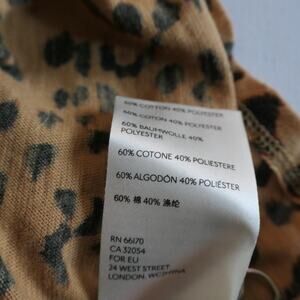 60% COTTON 40% POLYESTER
60% COTON 40% POLYESTER
60% BAUMWOLLE 40%
POLYESTER
60% COTONE 40% POLIESTERE
60% ALGODÓN 40% POLIÉSTER
60% 棉 40% 涤纶
RN 66170
CA 32054
FOR EU
24 WEST STREET
LONDON,